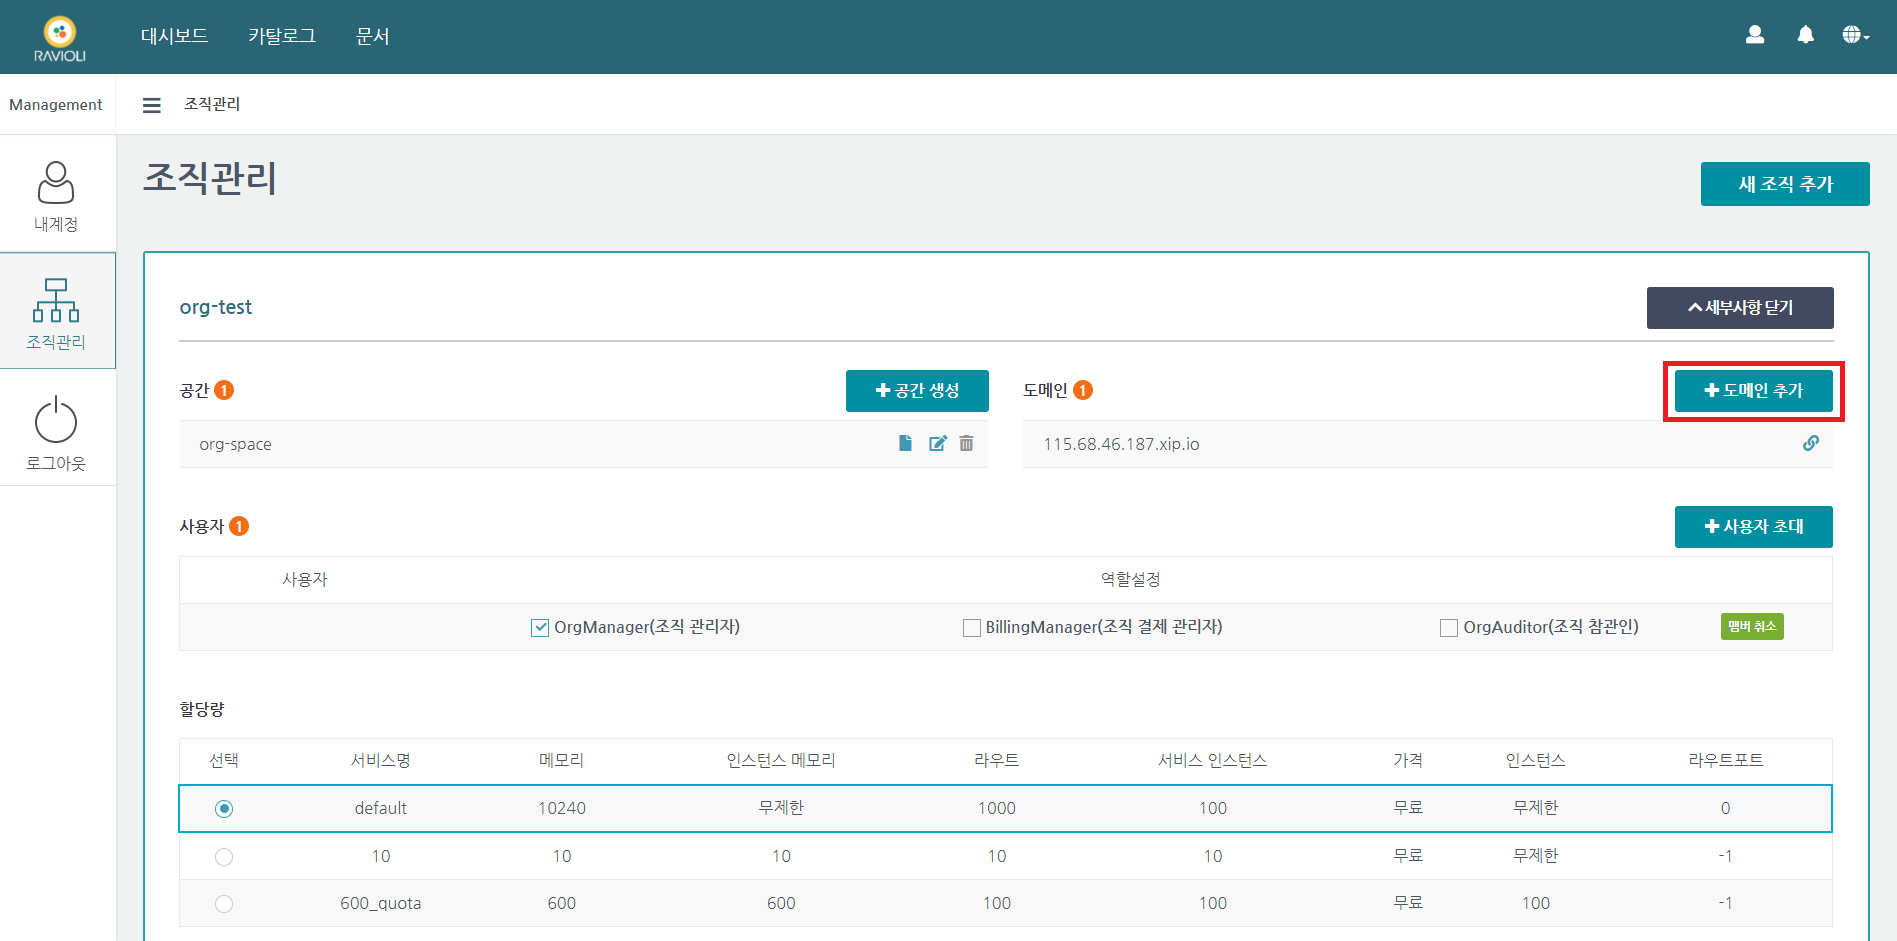 대시보드 카탈로그 문서
RAVIOLI
Management 조직관리
조직관리
새 조직 추가
내계정
조직관리
로그아웃
org-test
세부사항 닫기
공간 1
공간 생성
도메인 1
도메인 추가
org-space
115.68.46.187.xip.io
사용자 1
사용자 초대
사용자 역할설정
OrgManager(조직 관리자) BillingManager(조직 결제 관리자) OrgAuditor(조직 참관인) 맴버 취소
할당량
선택 서비스명 메모리 인스턴스 메모리 라우트 서비스 인스턴스 가격 인스턴스 라우트포트
default 10240 무제한 1000 100 무료 무제한 0
10 10 10 10 10 무료 무제한 -1
600_quota 600 600 100 100 무료 100 -1